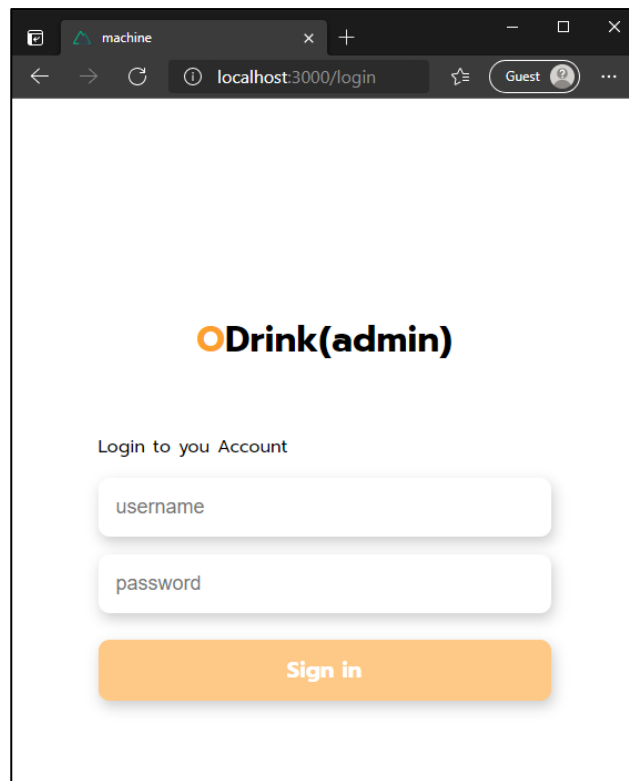 machine
localhost:3000/login
Guest
ODrink(admin)
Login to you Account
username
password
Sign in